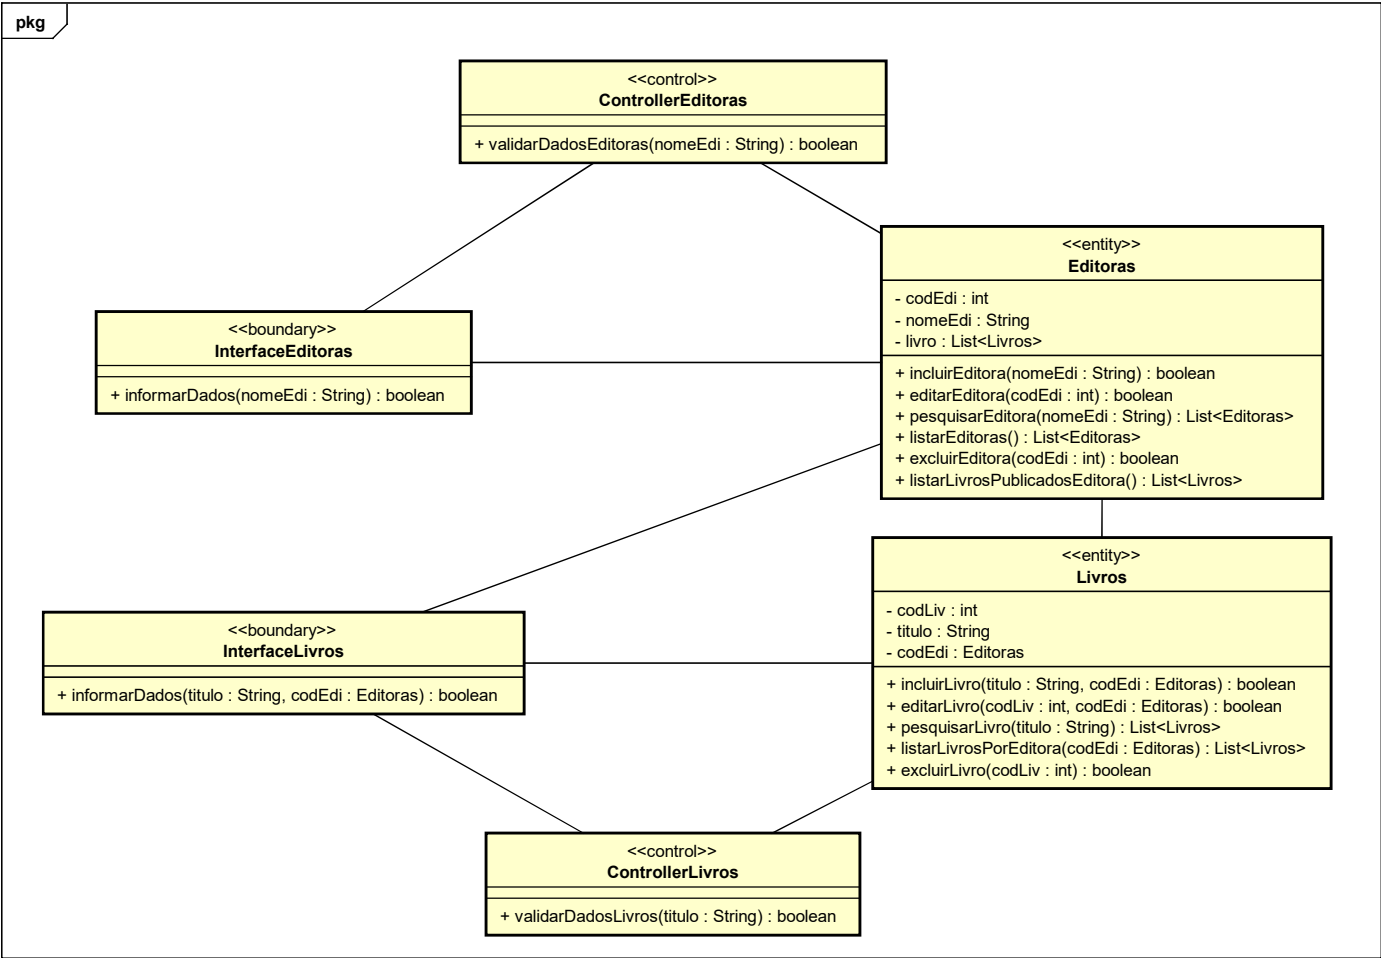 pkg
<<control>>
ControllerEditoras
+ validarDadosEditoras(nomeEdi : String) : boolean
<<entity>>
Editoras
- codEdi : int
- nomeEdi : String
- livro : List<Livros>
+ incluirEditora(nomeEdi : String) : boolean
+ editarEditora(codEdi : int) : boolean
+ pesquisarEditora(nomeEdi : String) : List<Editoras>
+ listarEditoras() : List<Editoras>
+ excluirEditora(codEdi : int) : boolean
+ listarLivrosPublicadosEditora() : List<Livros>
<<boundary>>
InterfaceEditoras
+ informarDados(nomeEdi : String) : boolean
<<entity>>
Livros
- codLiv : int
- titulo : String
- codEdi : Editoras
+ incluirLivro(titulo : String, codEdi : Editoras) : boolean
+ editarLivro(codLiv : int, codEdi : Editoras) : boolean
+ pesquisarLivro(titulo : String) : List<Livros>
+ listarLivrosPorEditora(codEdi : Editoras) : List<Livros>
+ excluirLivro(codLiv : int) : boolean
<<boundary>>
InterfaceLivros
+ informarDados(titulo : String, codEdi : Editoras) : boolean
<<control>>
ControllerLivros
+ validarDadosLivros(titulo : String) : boolean